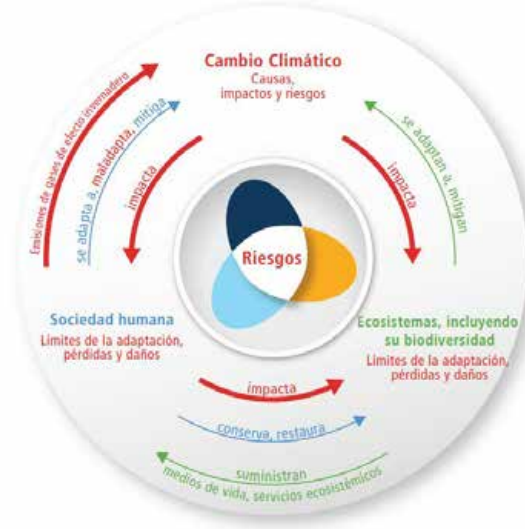 Cambio Climático
Causas,
impactos y riesgos
Emisiones de gases de efecto invernadero
se adapta a, maladapta, mitiga
impacta
impacta
se adaptan a, mitigan
Riesgos
Sociedad humana
Límites de la adaptación,
pérdidas y daños
Ecosistemas, incluyendo
su biodiversidad
Límites de la adaptación,
pérdidas y daños
impacta
conserva, restaura
suministran
medios de vida, servicios ecosistémicos